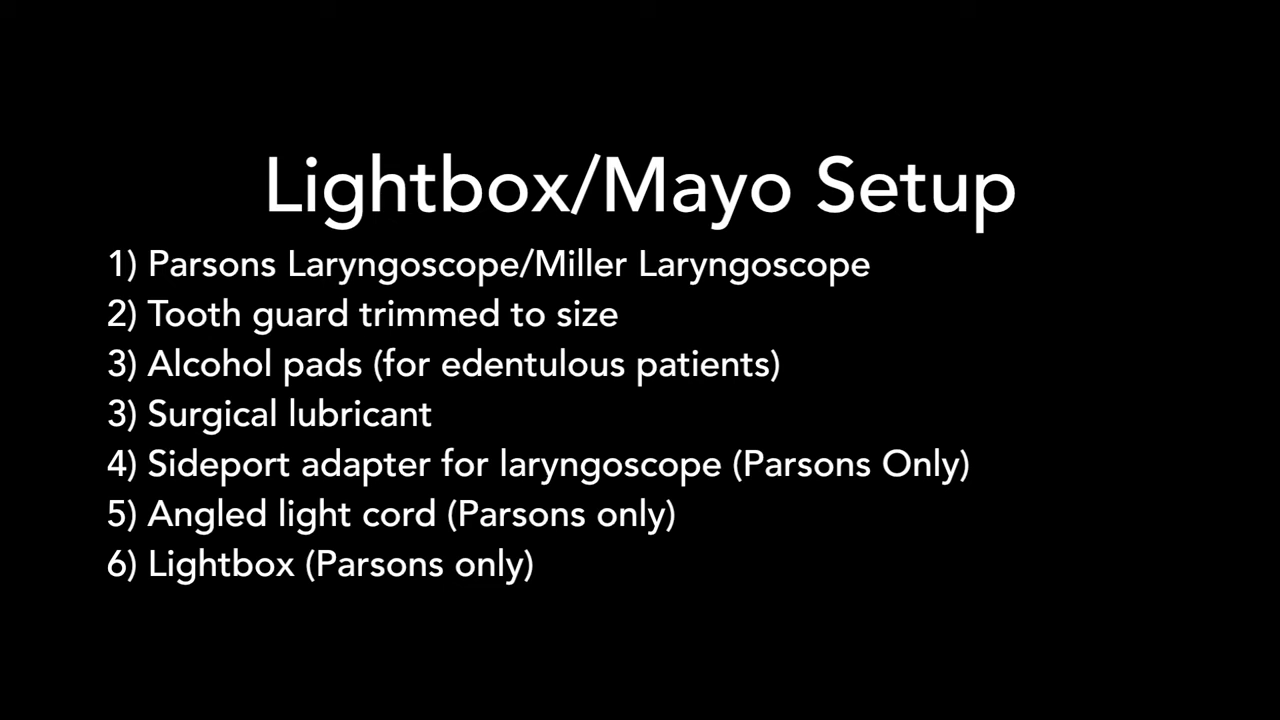 Lightbox/Mayo Setup
1) Parsons Laryngoscope/Miller Laryngoscope
2) Tooth guard trimmed to size
3) Alcohol pads (for edentulous patients)
3) Surgical lubricant
4) Sideport adapter for laryngoscope (Parsons Only)
5) Angled light cord (Parsons only)
6) Lightbox (Parsons only)